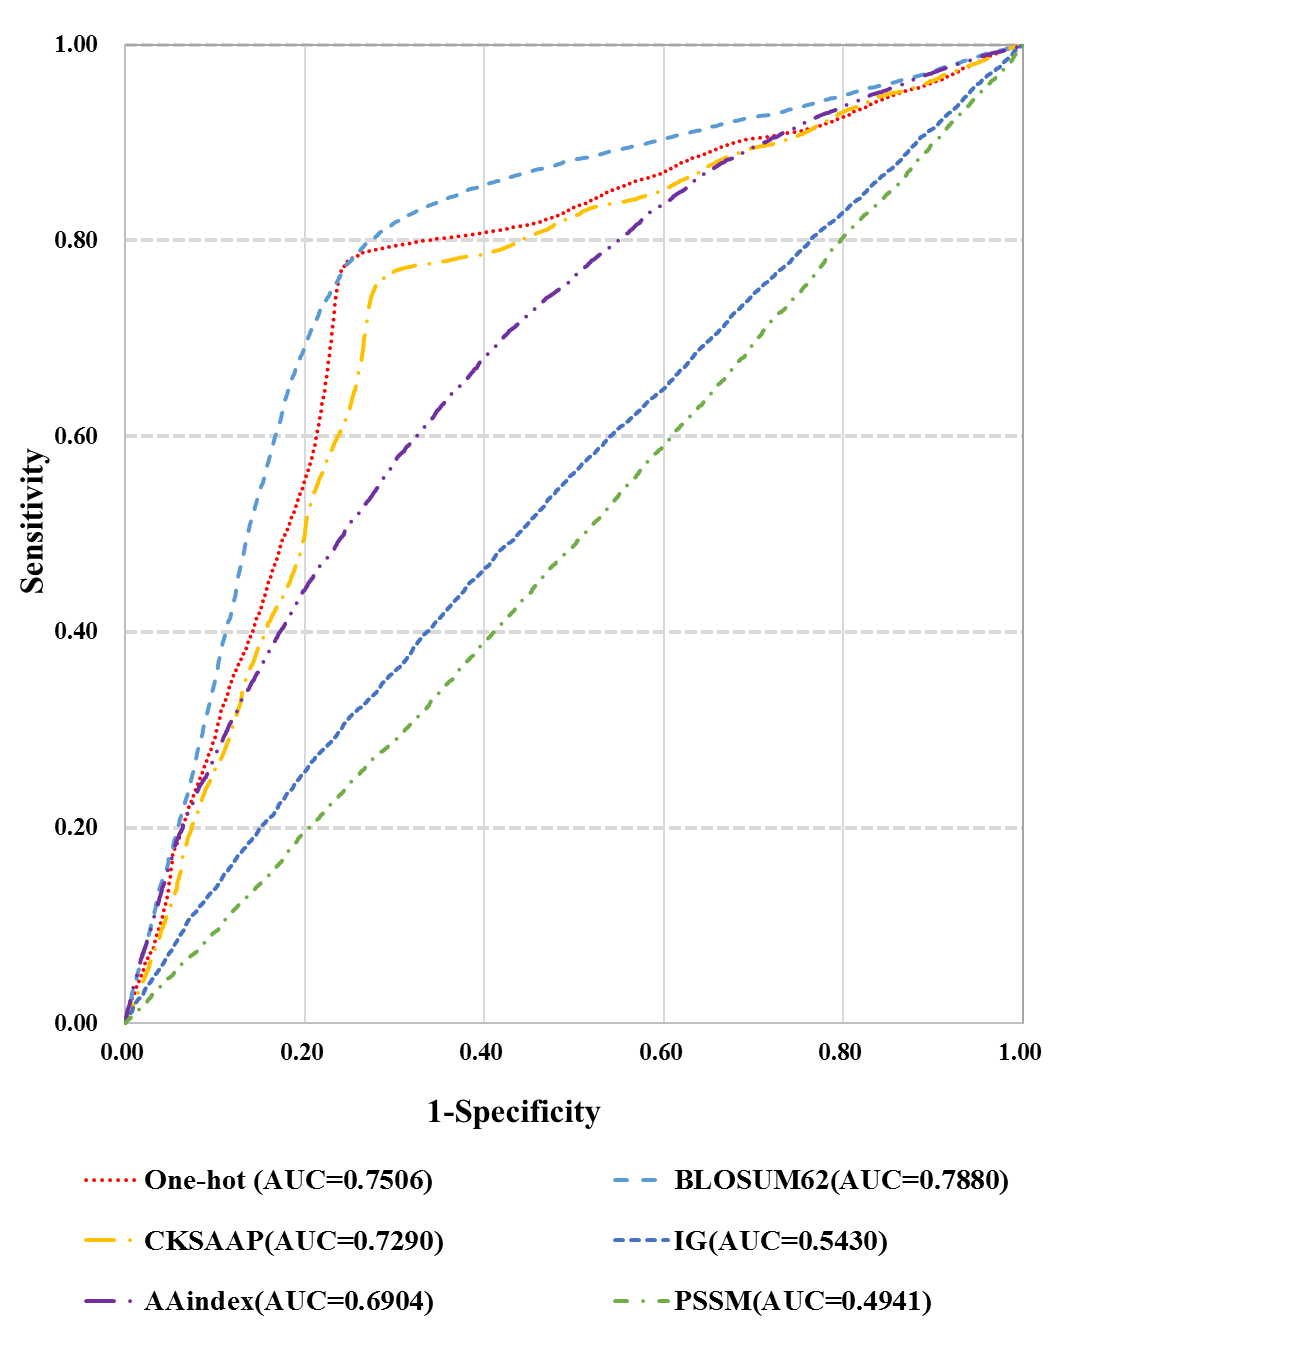 1.00
0.80
0.60
0.40
0.20
0.00
Sensitivity
0.00 0.20 0.40 0.60 0.80 1.00
1-Specificity
One-hot (AUC=0.7506) BLOSUM62(AUC=0.7880)
CKSAAP(AUC=0.7290) IG(AUC=0.5430)
AAindex(AUC=0.6904) PSSM(AUC=0.4941)